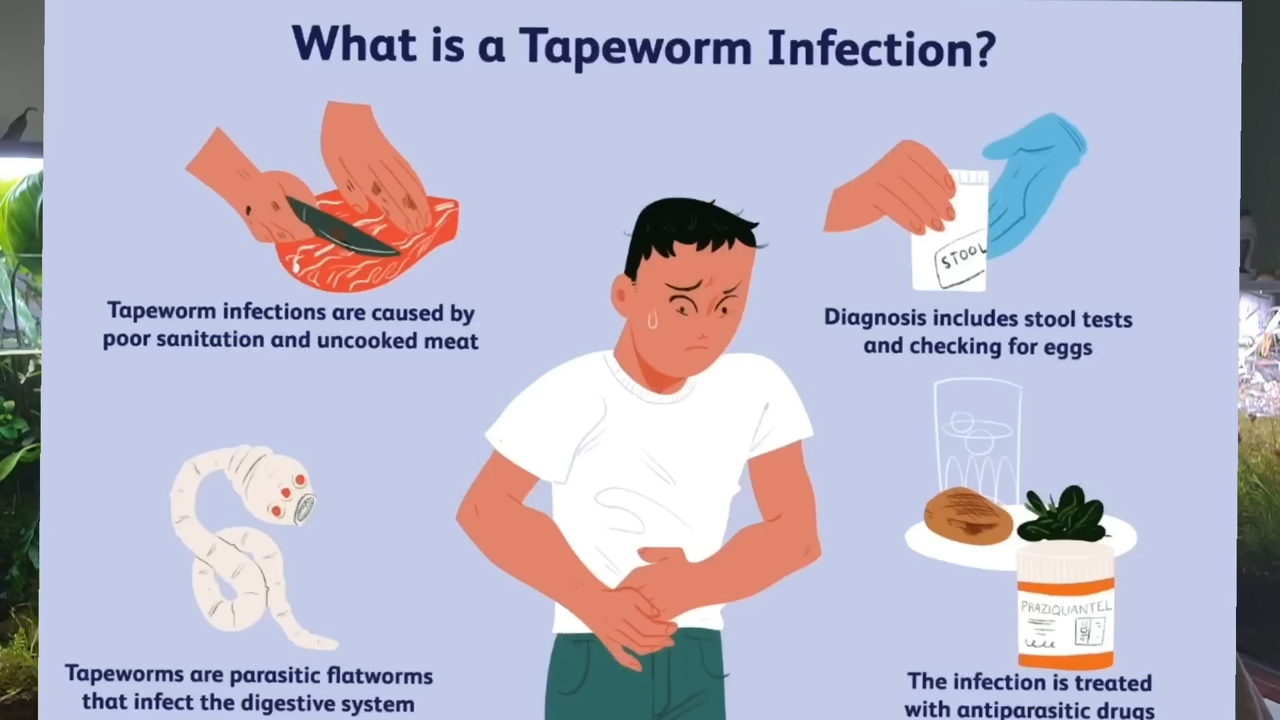 What is a Tapeworm Infection?
Tapeworm infections are caused by
poor sanitation and uncooked meat
STOOL
Diagnosis includes stool tests
and checking for eggs
Tapeworms are parasitic flatworms
that infect the digestive system
PRAZIQUANTEL
The infection is treated
with antiparasitic drugs